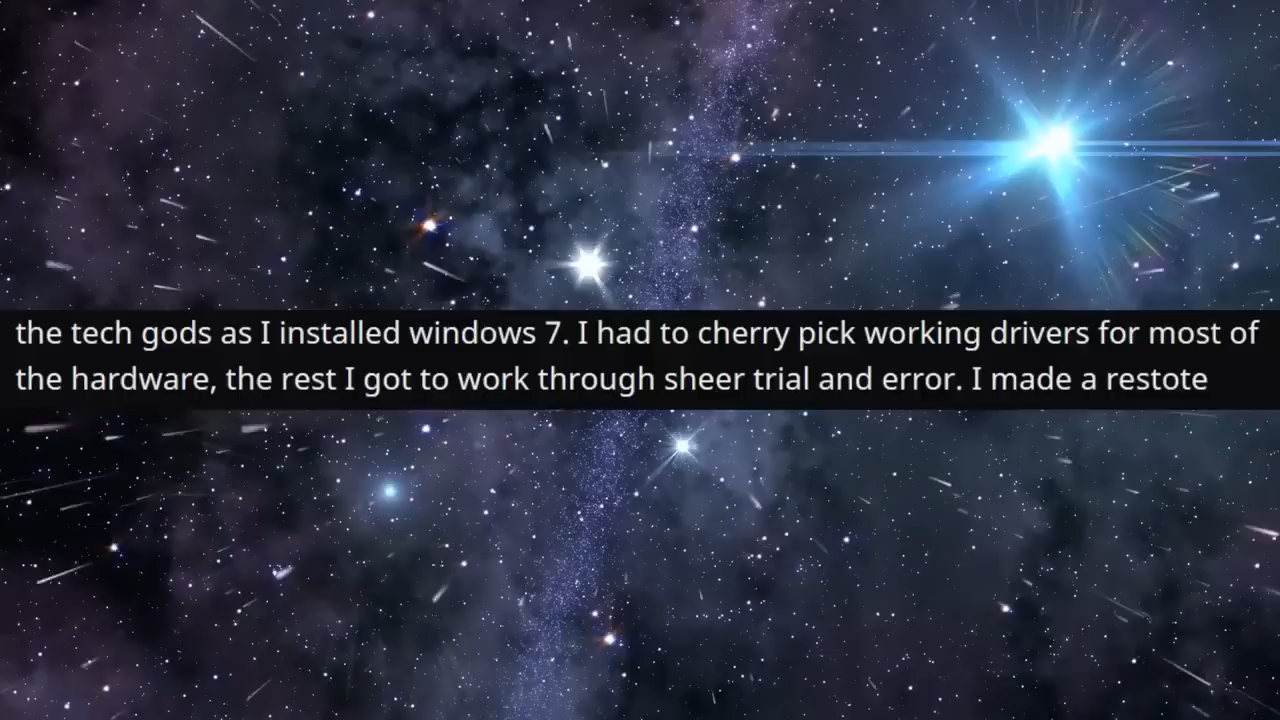 the tech gods as I installed windows 7. I had to cherry pick working drivers for most of
the hardware, the rest I got to work through sheer trial and error. I made a restote